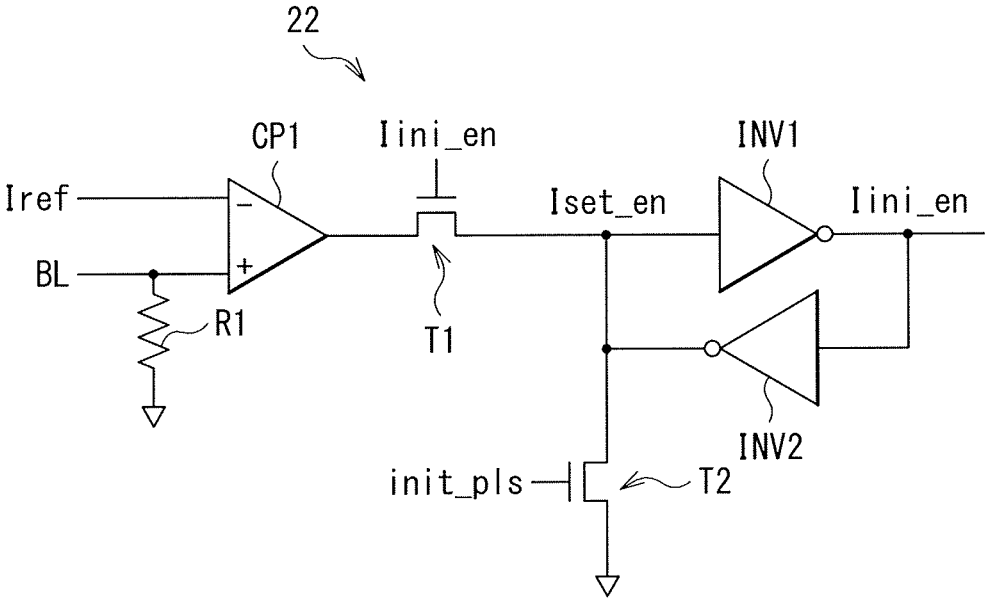 22
CP1
Iini_en
INV1
Iref
−
Iset_en
Iini_en
BL
+
R1
T1
INV2
init_pls
T2